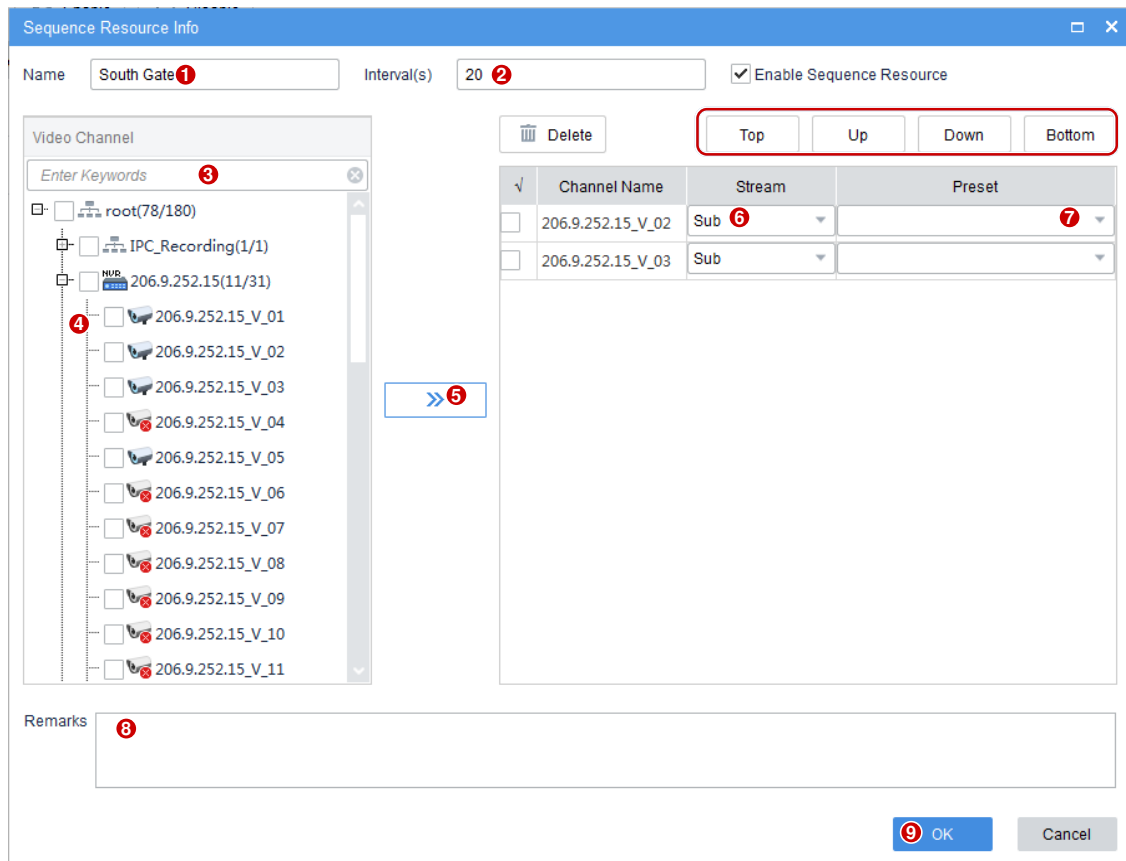 Sequence Resource Info
Name South Gate 1 Interval(s) 20 2 Enable Sequence Resource
Video Channel
Enter Keywords 3
root(78/180)
IPC_Recording(1/1)
NVR 206.9.252.15(11/31)
4 206.9.252.15_V_01
206.9.252.15_V_02
206.9.252.15_V_03
206.9.252.15_V_04
206.9.252.15_V_05
206.9.252.15_V_06
206.9.252.15_V_07
206.9.252.15_V_08
206.9.252.15_V_09
206.9.252.15_V_10
206.9.252.15_V_11
5
Delete Top Up Down Bottom
√ Channel Name Stream Preset
206.9.252.15_V_02 Sub 6 7
206.9.252.15_V_03 Sub
Remarks 8
9 OK Cancel